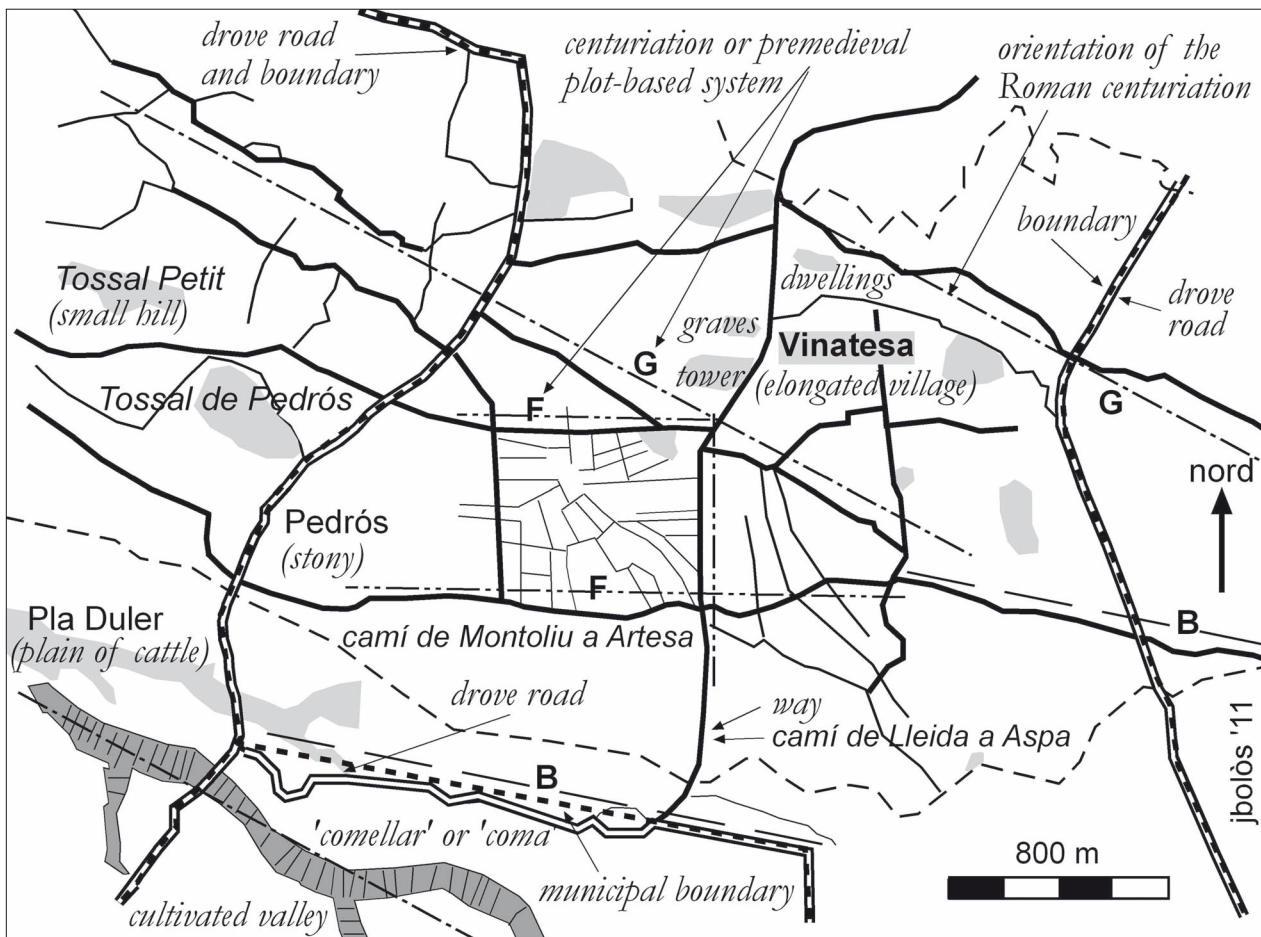 drove road
and boundary
centuriation or premedieval
plot-based system
orientation of the
Roman centuriation
boundary
drove
road
Tossal Petit
(small hill)
dwellings
graves
Vinatesa
(elongated village)
tower
G
F
G
Tossal de Pedrós
nord
Pedrós
(stony)
F
B
Pla Duler
(plain of cattle)
camí de Montoliu a Artesa
drove road
way
camí de Lleida a Aspa
B
'comellar' or 'coma'
municipal boundary
cultivated valley
800 m
jbolòs '11